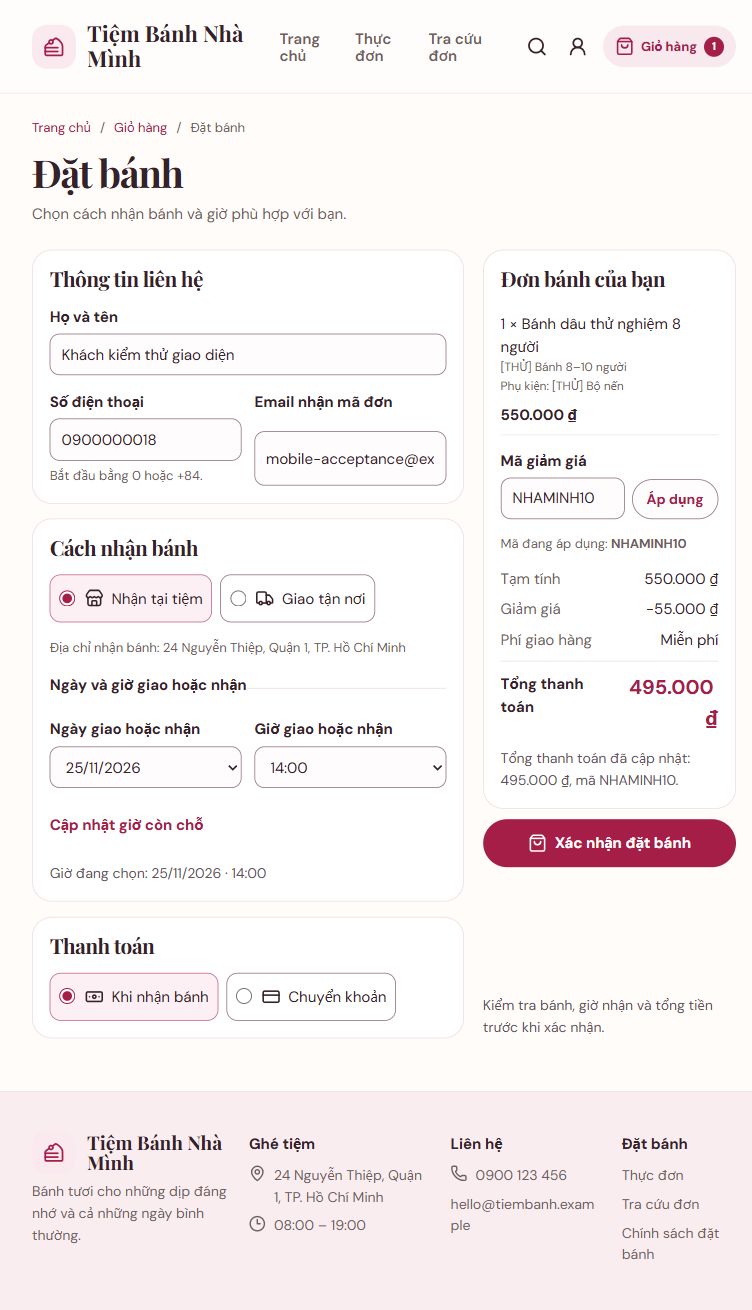 Tiệm Bánh Nhà
Mình
Trang
chủ
Thực
đơn
Tra cứu
đơn
Giỏ hàng 1
Trang chủ / Giỏ hàng / Đặt bánh
Đặt bánh
Chọn cách nhận bánh và giờ phù hợp với bạn.
Thông tin liên hệ
Họ và tên
Khách kiểm thử giao diện
Số điện thoại
0900000018
Bắt đầu bằng 0 hoặc +84.
Email nhận mã đơn
mobile-acceptance@ex
Cách nhận bánh
Nhận tại tiệm
Giao tận nơi
Địa chỉ nhận bánh: 24 Nguyễn Thiệp, Quận 1, TP. Hồ Chí Minh
Ngày và giờ giao hoặc nhận
Ngày giao hoặc nhận
25/11/2026
Giờ giao hoặc nhận
14:00
Cập nhật giờ còn chỗ
Giờ đang chọn: 25/11/2026 · 14:00
Thanh toán
Khi nhận bánh
Chuyển khoản
Đơn bánh của bạn
1 × Bánh dâu thử nghiệm 8
người
[THỬ] Bánh 8–10 người
Phụ kiện: [THỬ] Bộ nến
550.000 ₫
Mã giảm giá
NHAMINH10
Áp dụng
Mã đang áp dụng: NHAMINH10
Tạm tính 550.000 ₫
Giảm giá -55.000 ₫
Phí giao hàng Miễn phí
Tổng thanh
toán
495.000
₫
Tổng thanh toán đã cập nhật:
495.000 ₫, mã NHAMINH10.
Xác nhận đặt bánh
Kiểm tra bánh, giờ nhận và tổng tiền
trước khi xác nhận.
Tiệm Bánh Nhà
Mình
Bánh tươi cho những dịp đáng
nhớ và cả những ngày bình
thường.
Ghé tiệm
24 Nguyễn Thiệp, Quận
1, TP. Hồ Chí Minh
08:00 – 19:00
Liên hệ
0900 123 456
hello@tiembanh.exam
ple
Đặt bánh
Thực đơn
Tra cứu đơn
Chính sách đặt
bánh